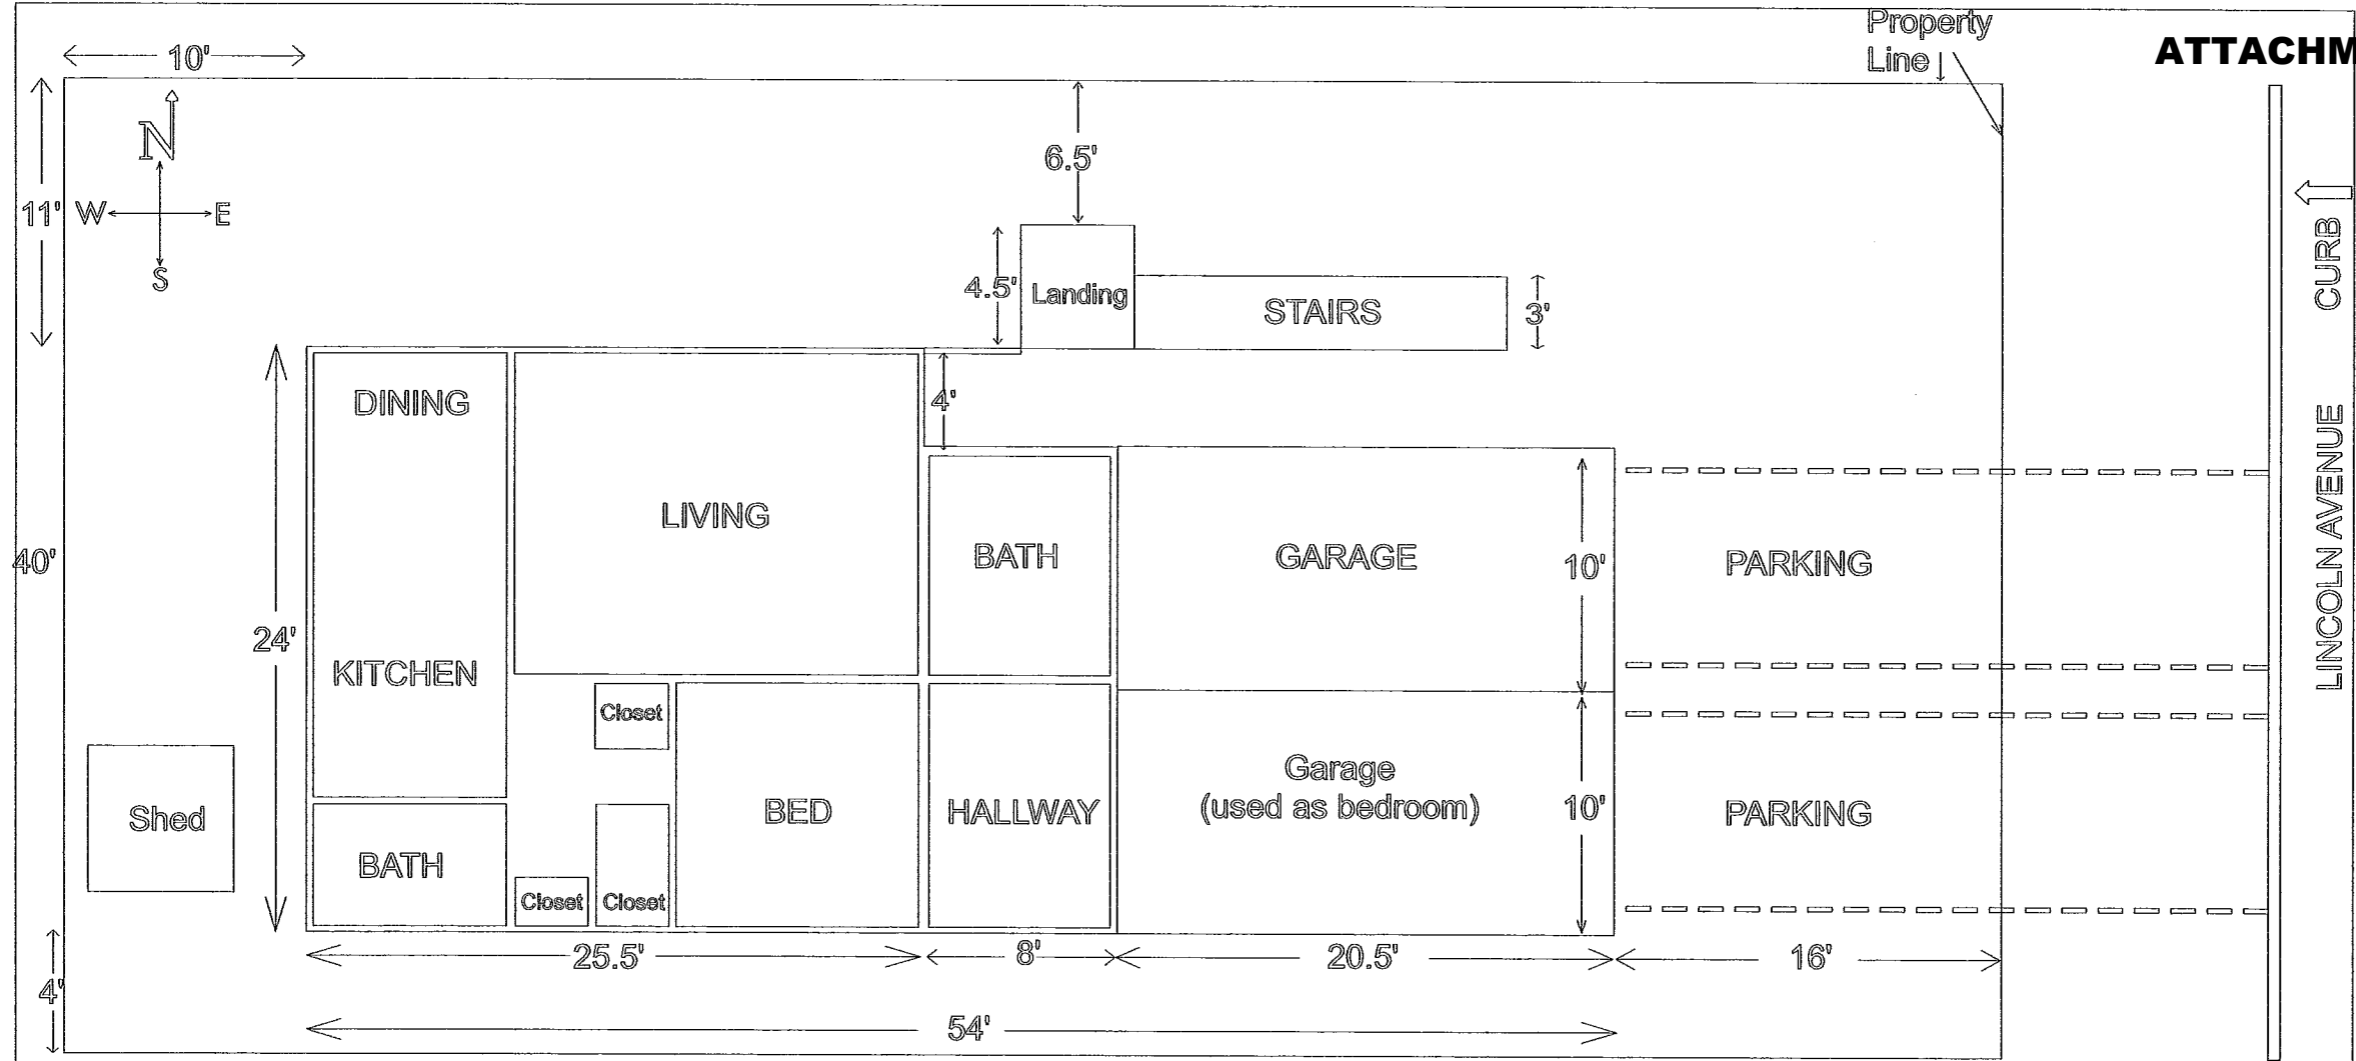 Property
Line
ATTACHM
10'
N
W
E
S
11'
6.5'
4.5'
Landing
STAIRS
3'
CURB
LINCOLN AVENUE
DINING
4'
LIVING
BATH
GARAGE
10'
PARKING
40'
24'
KITCHEN
Closet
Shed
BED
HALLWAY
Garage
(used as bedroom)
10'
PARKING
BATH
Closet
Closet
25.5'
8'
20.5'
16'
4'
54'